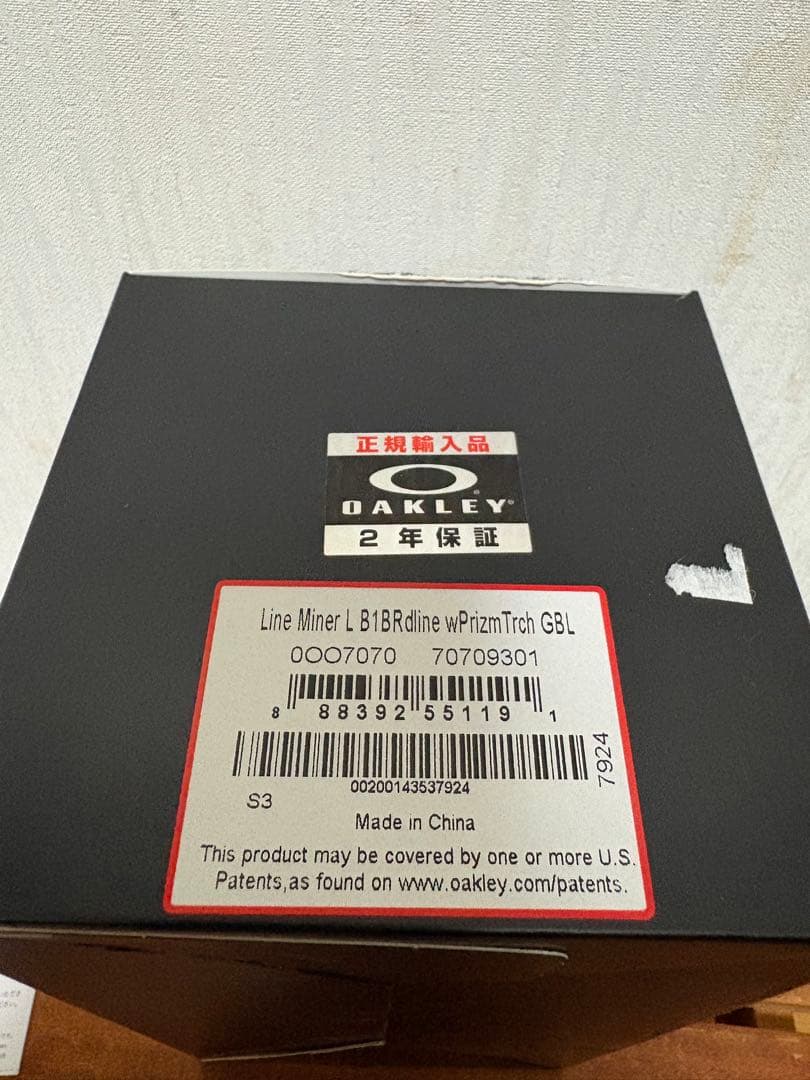 正規輸入品
OAKLEY®
2年保証
Line Miner L B1BRdline wPrizmTrch GBL
0OO7070 70709301
8 88392 55119 1
00200143537924
7924
S3
Made in China
This product may be covered by one or more U.S.
Patents,as found on www.oakley.com/patents.